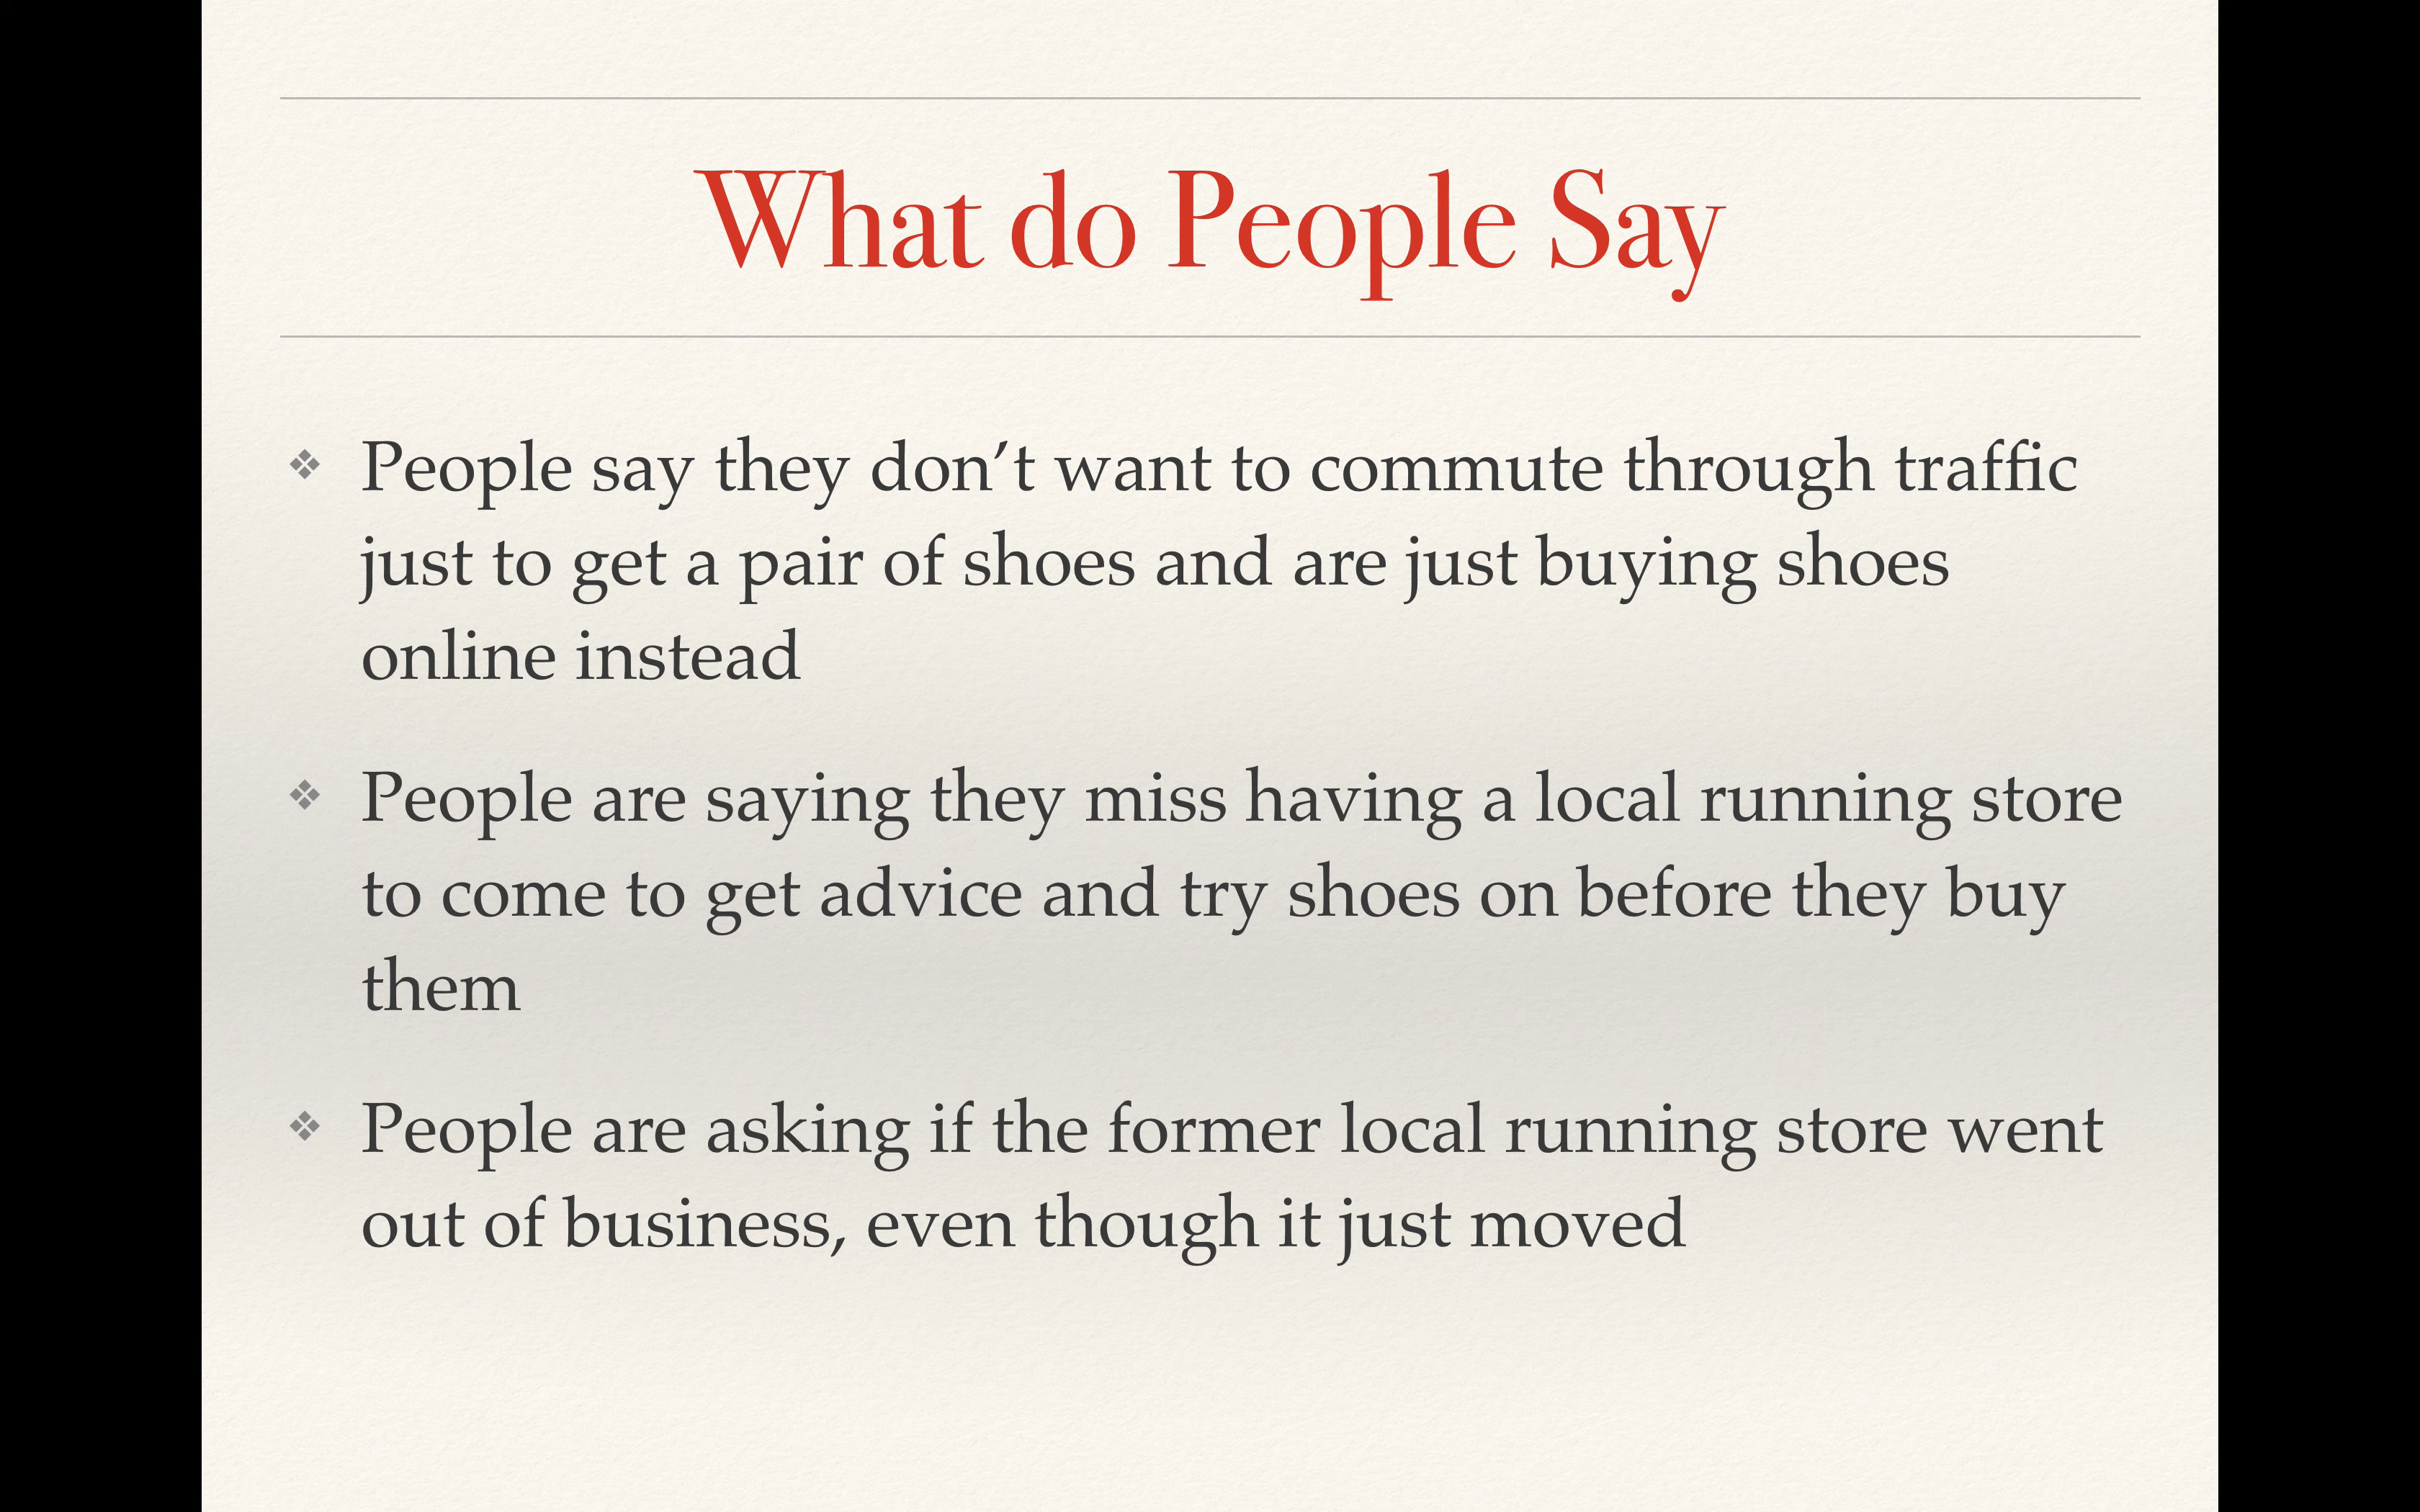 What do People Say
❖ People say they don’t want to commute through traffic
just to get a pair of shoes and are just buying shoes
online instead
❖ People are saying they miss having a local running store
to come to get advice and try shoes on before they buy
them
❖ People are asking if the former local running store went
out of business, even though it just moved